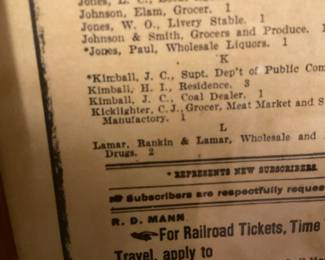 Jones,
Johnson, Elam, Grocer. 1
Jones, W. O., Livery Stable. 1
Johnson & Smith, Grocers and Produce. 1
*Jones, Paul, Wholesale Liquors. 1
K
*Kimball, J. C., Supt. Dep't of Public
Kimball, H. I., Residence. 3
Kimball, J. C., Coal Dealer. 1
Kicklighter, C. J., Grocer, Meat Market and S
Manufactory. 1
L
Lamar, Rankin & Lamar, Wholesale and
Drugs. 2
* REPRESENTS NEW SUBSCRIBERS.
Subscribers are respectfully reques
R. D. MANN
For Railroad Tickets, Time
Travel, apply to